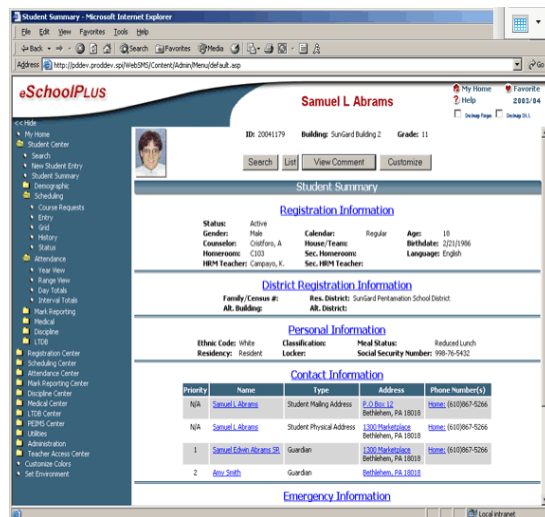 Student Summary - Microsoft Internet Explorer
File Edit View Favorites Tools Help
Back Search Favorites Media
Address http://pddev.proddev.spi/WebSMS/Content/Admin/Menu/default.asp Go
eSchoolPLUS
Samuel L Abrams
My Home Favorite
Help 2003/04
<< Hide
My Home
Student Center
Search
New Student Entry
Student Summary
Demographic
Scheduling
Course Requests
Entry
Grid
History
Status
Attendance
Year View
Range View
Day Totals
Interval Totals
Mark Reporting
Medical
Discipline
LTDB
Registration Center
Scheduling Center
Attendance Center
Mark Reporting Center
Discipline Center
Medical Center
LTDB Center
PEIMS Center
Utilities
Administration
Teacher Access Center
Customize Colors
Set Environment
ID: 20041179 Building: SunGard Building 2 Grade: 11
Search List View Comment Customize
Student Summary
Registration Information
Status: Active
Gender: Male Calendar: Regular Age: 18
Counselor: Cristforo, A House/Team: Birthdate: 2/21/1986
Homeroom: C103 Sec. Homeroom: Language: English
HRM Teacher: Campayo, K. Sec. HRM Teacher:
District Registration Information
Family/Census #: Res. District: SunGard Pentamation School District
Alt. Building: Alt. District:
Personal Information
Ethnic Code: White Classification: Meal Status: Reduced Lunch
Residency: Resident Locker: Social Security Number: 998-76-5432
Contact Information
Priority Name Type Address Phone Number(s)
N/A Samuel L Abrams Student Mailing Address P.O Box 12 Home: (610)867-5266
Bethlehem, PA 18018
N/A Samuel L Abrams Student Physical Address 1300 Marketplace Home: (610)867-5266
Bethlehem, PA 18018
1 Samuel Edwin Abrams SR. Guardian 1300 Marketplace Home: (610)867-5266
Bethlehem, PA 18018
2 Amy Smith Guardian Bethlehem, PA 18018
Emergency Information
Local intranet